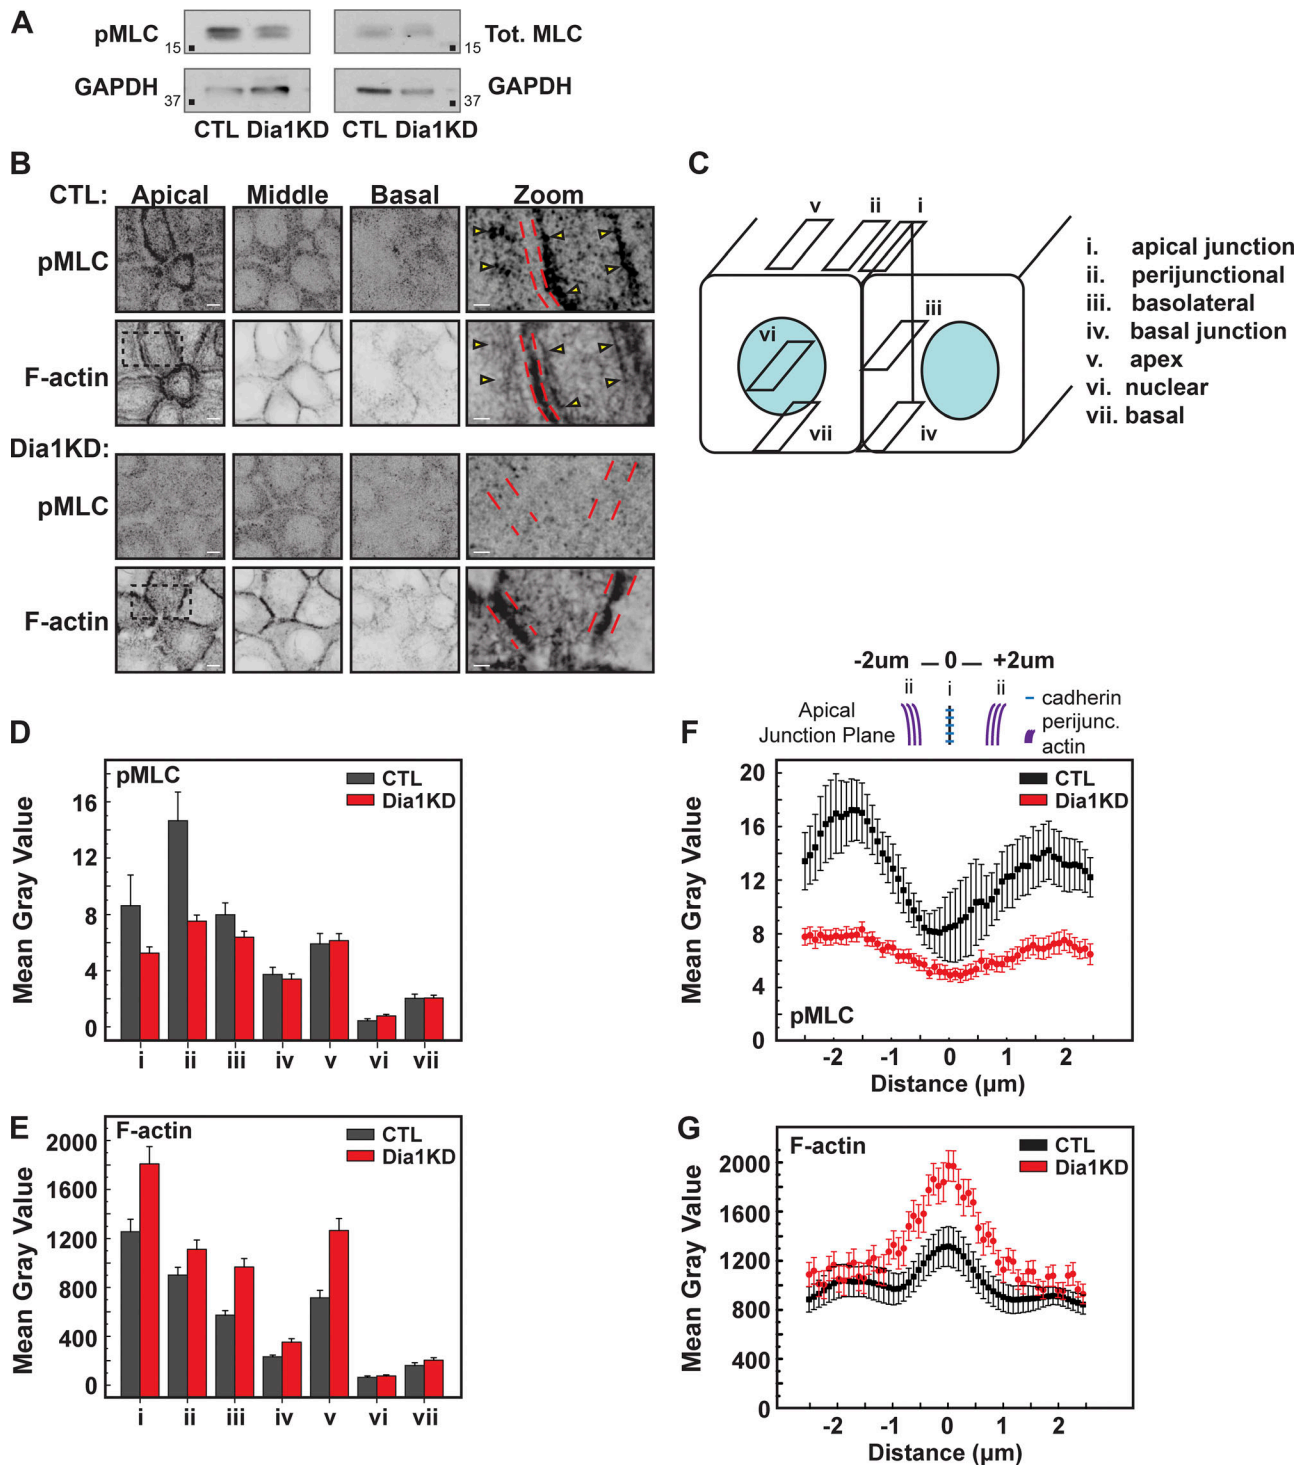 A
pMLC
15
15
Tot. MLC
GAPDH
37
37
GAPDH
CTL Dia1KD
CTL Dia1KD
B
CTL: Apical Middle Basal Zoom
pMLC
F-actin
Dia1KD:
pMLC
F-actin
C
v ii i
iii
vi
vii iv
i. apical junction
ii. perijunctional
iii. basolateral
iv. basal junction
v. apex
vi. nuclear
vii. basal
D
pMLC
CTL
Dia1KD
Mean Gray Value
16
12
8
4
0
i ii iii iv v vi vii
E
F-actin
CTL
Dia1KD
Mean Gray Value
2000
1600
1200
800
400
0
i ii iii iv v vi vii
-2um — 0 — +2um
ii i ii
Apical
Junction Plane
cadherin
perijunc.
actin
F
CTL
Dia1KD
Mean Gray Value
20
16
12
8
4
0
pMLC
-2 -1 0 1 2
Distance (µm)
G
F-actin
CTL
Dia1KD
Mean Gray Value
2000
1600
1200
800
400
0
-2 -1 0 1 2
Distance (µm)